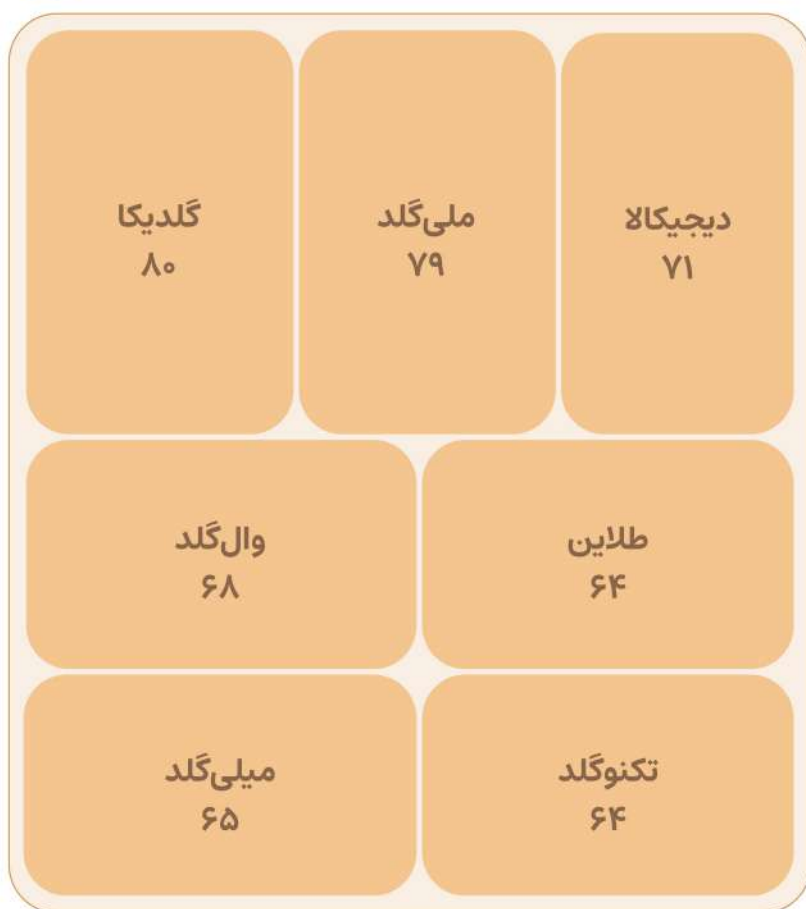 دیجیکالا
۷۱
ملی‌گلد
۷۹
گلدیکا
۸۰
طلاین
۶۴
وال‌گلد
۶۸
تکنوگلد
۶۴
میلی‌گلد
۶۵